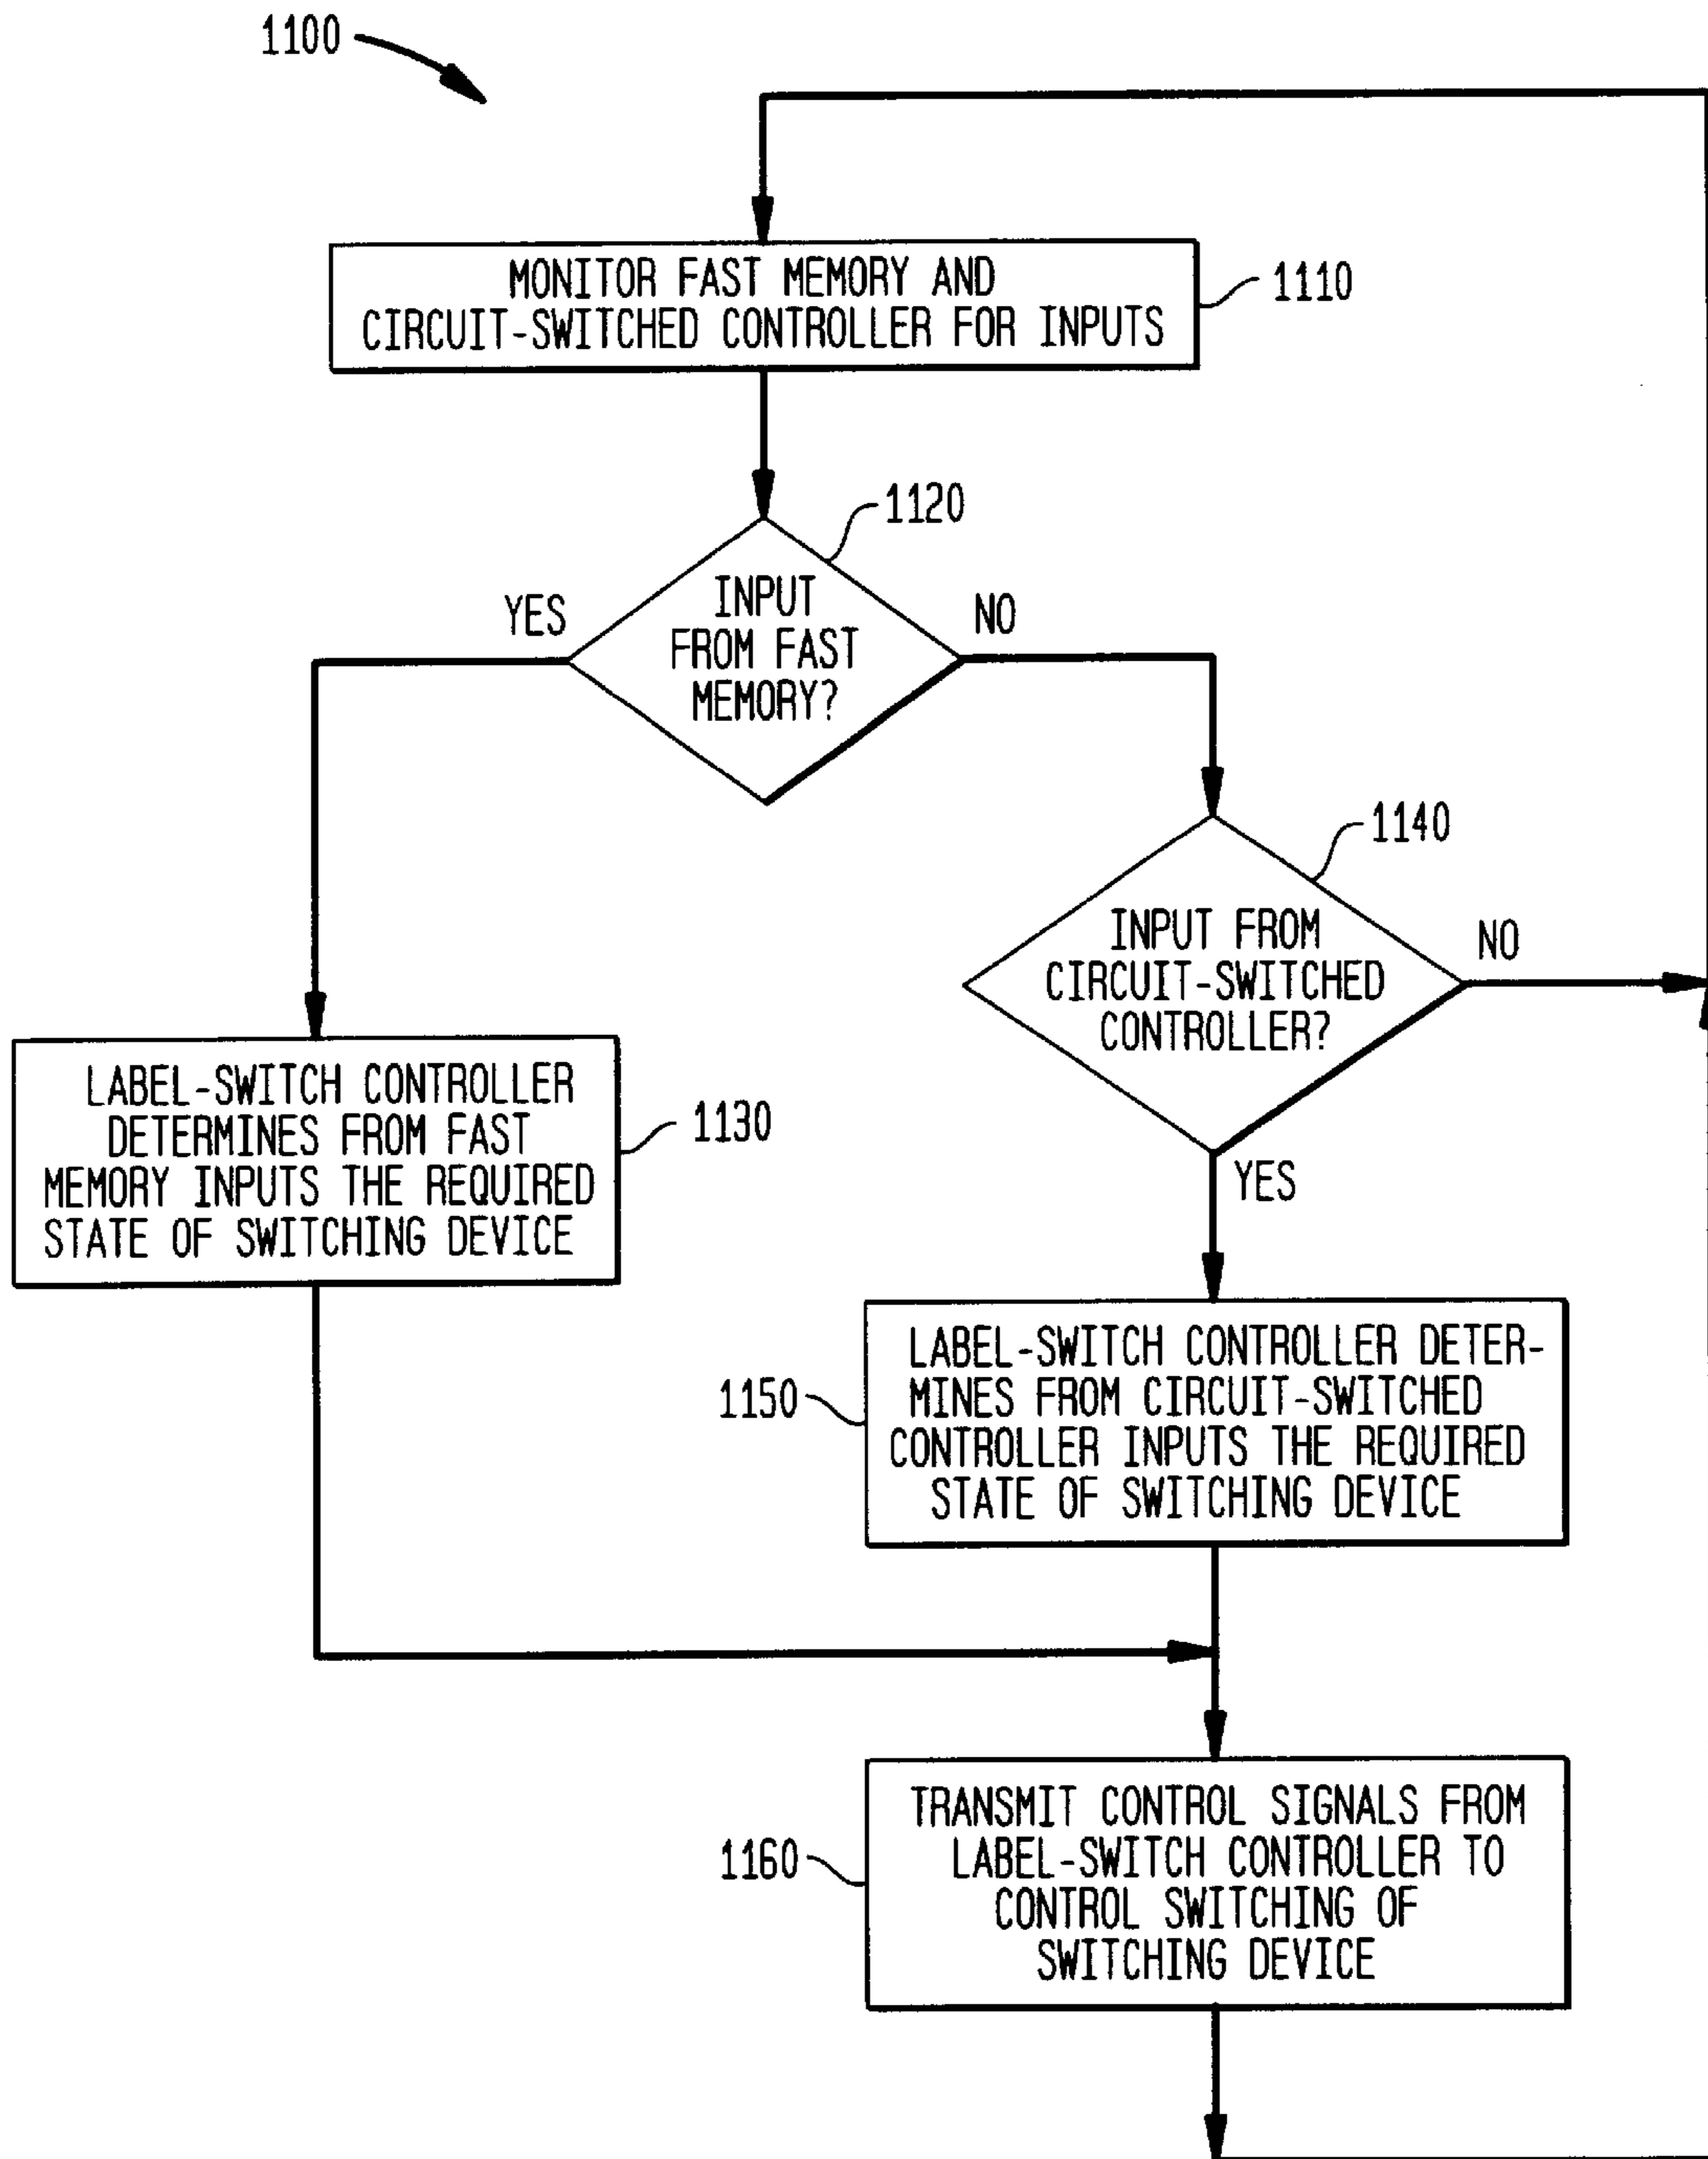 1100
MONITOR FAST MEMORY AND
CIRCUIT-SWITCHED CONTROLLER FOR INPUTS
1110
1120
INPUT
FROM FAST
MEMORY?
YES
NO
1140
INPUT FROM
CIRCUIT-SWITCHED
CONTROLLER?
NO
YES
LABEL-SWITCH CONTROLLER
DETERMINES FROM FAST
MEMORY INPUTS THE REQUIRED
STATE OF SWITCHING DEVICE
1130
LABEL-SWITCH CONTROLLER DETER-
MINES FROM CIRCUIT-SWITCHED
CONTROLLER INPUTS THE REQUIRED
STATE OF SWITCHING DEVICE
1150
TRANSMIT CONTROL SIGNALS FROM
LABEL-SWITCH CONTROLLER TO
CONTROL SWITCHING OF
SWITCHING DEVICE
1160